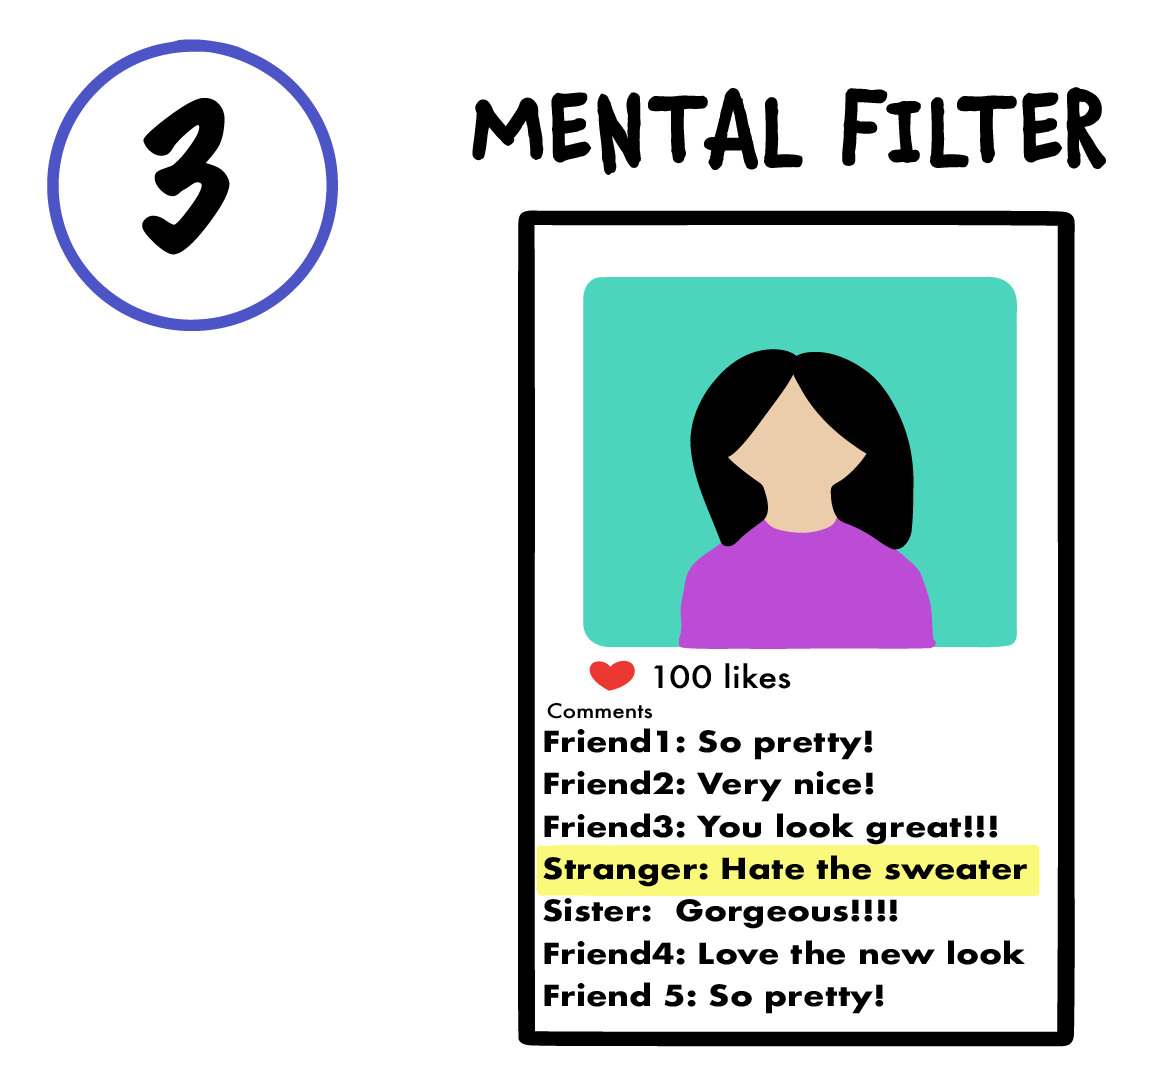 3
MENTAL FILTER
100 likes
Comments
Friend1: So pretty!
Friend2: Very nice!
Friend3: You look great!!!
Stranger: Hate the sweater
Sister:  Gorgeous!!!!
Friend4: Love the new look
Friend 5: So pretty!